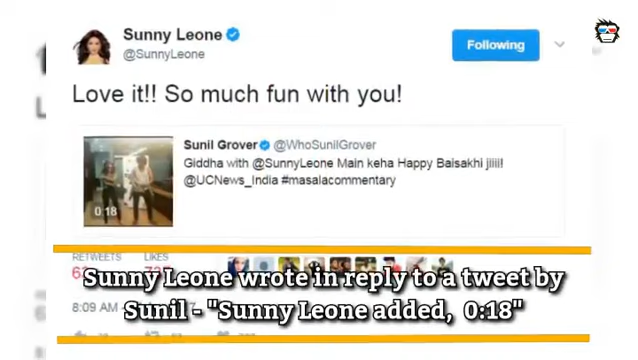 Sunny Leone
@SunnyLeone
Following
Love it!! So much fun with you!
Sunil Grover @WhoSunilGrover
Giddha with @SunnyLeone Main keha Happy Baisakhi jiiii!
@UCNews_India #masalacommentary
0:18
RETWEETS LIKES
Sunny Leone wrote in reply to a tweet by
Sunil - "Sunny Leone added, 0:18"
8:09 AM -